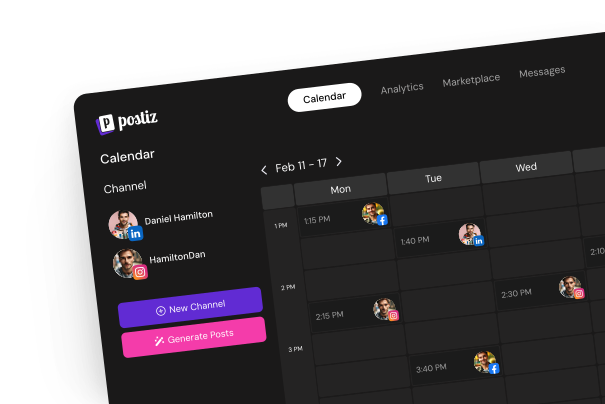 P postiz
Calendar
Analytics
Marketplace
Messages
Calendar
Channel
Feb 11 - 17
Mon
Tue
Wed
Daniel Hamilton
HamiltonDan
New Channel
Generate Posts
1 PM
1:15 PM
1:40 PM
2:10
2 PM
2:15 PM
2:30 PM
3 PM
3:40 PM